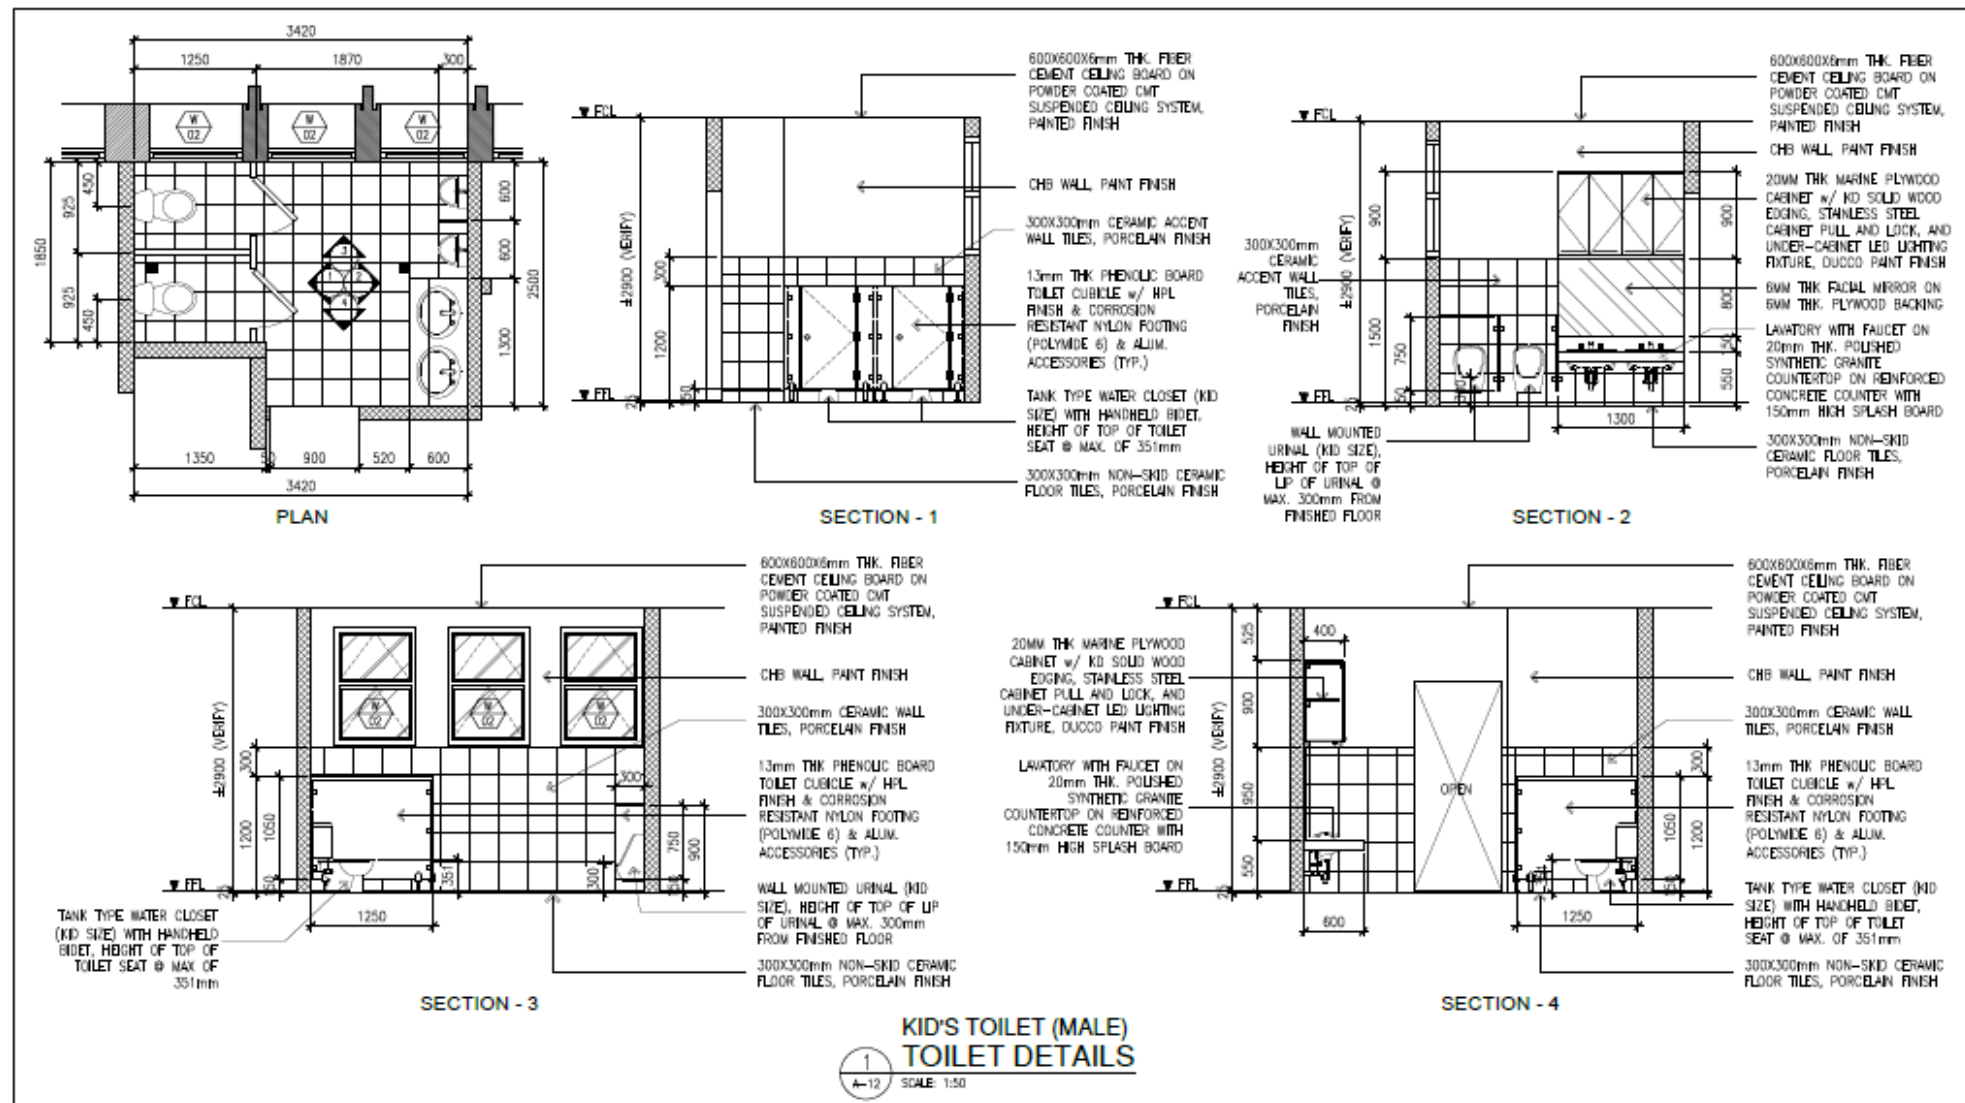 3420
1250
1870
300
W
02
W
02
W
02
450
925
1850
925
450
600
600
2500
1300
3
1
2
4
1350
50
900
520
600
3420
PLAN
FCL
±2900 (VERIFY)
300
1200
150
25
FFL
600X600X6mm THK. FIBER
CEMENT CEILING BOARD ON
POWDER COATED CMT
SUSPENDED CEILING SYSTEM,
PAINTED FINISH
CHB WALL, PAINT FINISH
300X300mm CERAMIC ACCENT
WALL TILES, PORCELAIN FINISH
13mm THK PHENOLIC BOARD
TOILET CUBICLE w/ HPL
FINISH & CORROSION
RESISTANT NYLON FOOTING
(POLYMIDE 6) & ALUM.
ACCESSORIES (TYP.)
TANK TYPE WATER CLOSET (KID
SIZE) WITH HANDHELD BIDET,
HEIGHT OF TOP OF TOILET
SEAT @ MAX. OF 351mm
300X300mm NON-SKID CERAMIC
FLOOR TILES, PORCELAIN FINISH
SECTION - 1
FCL
±2900 (VERIFY)
900
1500
750
150
300
25
FFL
900
800
150
550
1300
300X300mm
CERAMIC
ACCENT WALL
TILES,
PORCELAIN
FINISH
WALL MOUNTED
URINAL (KID SIZE),
HEIGHT OF TOP OF
LIP OF URINAL @
MAX. 300mm FROM
FINISHED FLOOR
600X600X6mm THK. FIBER
CEMENT CEILING BOARD ON
POWDER COATED CMT
SUSPENDED CEILING SYSTEM,
PAINTED FINISH
CHB WALL, PAINT FINISH
20MM THK MARINE PLYWOOD
CABINET w/ KD SOLID WOOD
EDGING, STAINLESS STEEL
CABINET PULL AND LOCK, AND
UNDER-CABINET LED LIGHTING
FIXTURE, DUCCO PAINT FINISH
6MM THK FACIAL MIRROR ON
6MM THK. PLYWOOD BACKING
LAVATORY WITH FAUCET ON
20mm THK. POLISHED
SYNTHETIC GRANITE
COUNTERTOP ON REINFORCED
CONCRETE COUNTER WITH
150mm HIGH SPLASH BOARD
300X300mm NON-SKID
CERAMIC FLOOR TILES,
PORCELAIN FINISH
SECTION - 2
FCL
±2900 (VERIFY)
W
02
W
02
W
02
300
1200
1050
150
25
FFL
351
300
300
750
900
150
1250
TANK TYPE WATER CLOSET
(KID SIZE) WITH HANDHELD
BIDET, HEIGHT OF TOP OF
TOILET SEAT @ MAX OF
351mm
600X600X6mm THK. FIBER
CEMENT CEILING BOARD ON
POWDER COATED CMT
SUSPENDED CEILING SYSTEM,
PAINTED FINISH
CHB WALL, PAINT FINISH
300X300mm CERAMIC WALL
TILES, PORCELAIN FINISH
13mm THK PHENOLIC BOARD
TOILET CUBICLE w/ HPL
FINISH & CORROSION
RESISTANT NYLON FOOTING
(POLYMIDE 6) & ALUM.
ACCESSORIES (TYP.)
WALL MOUNTED URINAL (KID
SIZE), HEIGHT OF TOP OF LIP
OF URINAL @ MAX. 300mm
FROM FINISHED FLOOR
300X300mm NON-SKID CERAMIC
FLOOR TILES, PORCELAIN FINISH
SECTION - 3
FCL
±2900 (VERIFY)
525
900
950
550
25
FFL
400
OPEN
600
1250
300
1050
1200
150
20MM THK MARINE PLYWOOD
CABINET w/ KD SOLID WOOD
EDGING, STAINLESS STEEL
CABINET PULL AND LOCK, AND
UNDER-CABINET LED LIGHTING
FIXTURE, DUCCO PAINT FINISH
LAVATORY WITH FAUCET ON
20mm THK. POLISHED
SYNTHETIC GRANITE
COUNTERTOP ON REINFORCED
CONCRETE COUNTER WITH
150mm HIGH SPLASH BOARD
600X600X6mm THK. FIBER
CEMENT CEILING BOARD ON
POWDER COATED CMT
SUSPENDED CEILING SYSTEM,
PAINTED FINISH
CHB WALL, PAINT FINISH
300X300mm CERAMIC WALL
TILES, PORCELAIN FINISH
13mm THK PHENOLIC BOARD
TOILET CUBICLE w/ HPL
FINISH & CORROSION
RESISTANT NYLON FOOTING
(POLYMIDE 6) & ALUM.
ACCESSORIES (TYP.)
TANK TYPE WATER CLOSET (KID
SIZE) WITH HANDHELD BIDET,
HEIGHT OF TOP OF TOILET
SEAT @ MAX. OF 351mm
300X300mm NON-SKID CERAMIC
FLOOR TILES, PORCELAIN FINISH
SECTION - 4
KID'S TOILET (MALE)
TOILET DETAILS
1
A-12
SCALE: 1:50